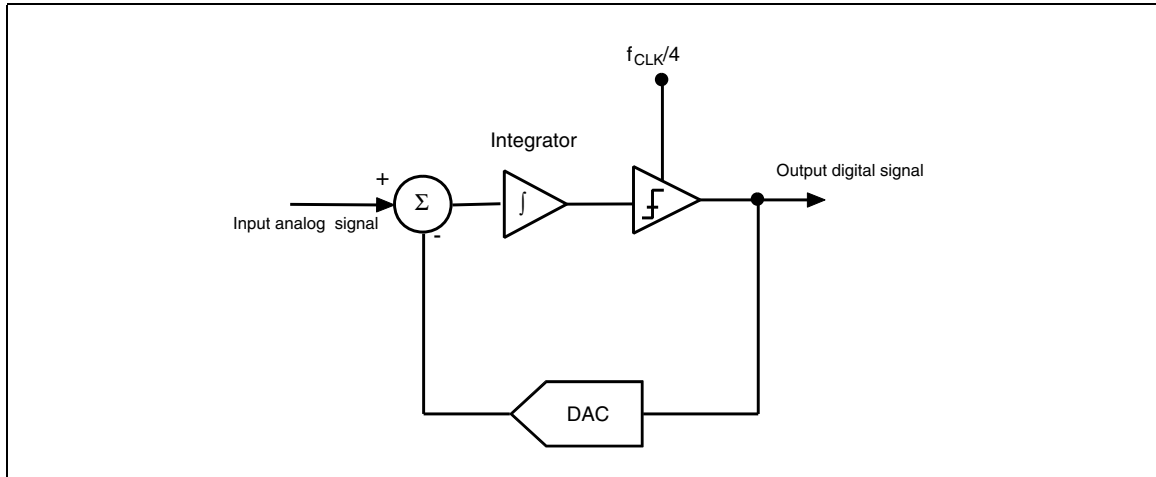 fCLK/4
Integrator
Output digital signal
+
Σ
∫
Input analog signal
-
DAC